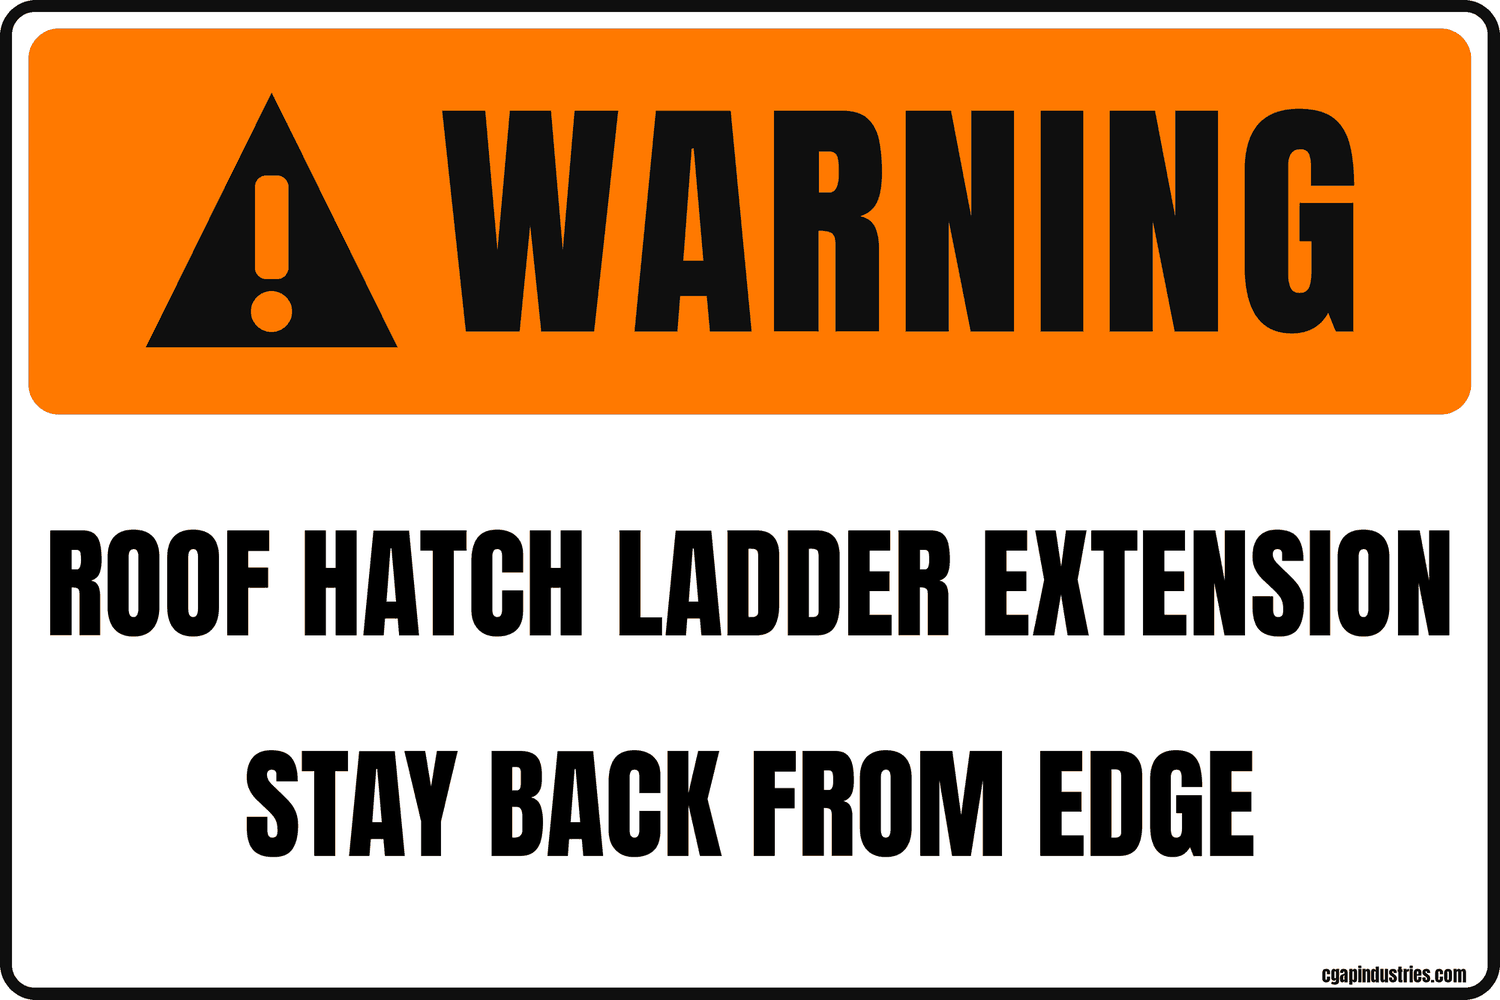 WARNING
ROOF HATCH LADDER EXTENSION
STAY BACK FROM EDGE
cgapindustries.com